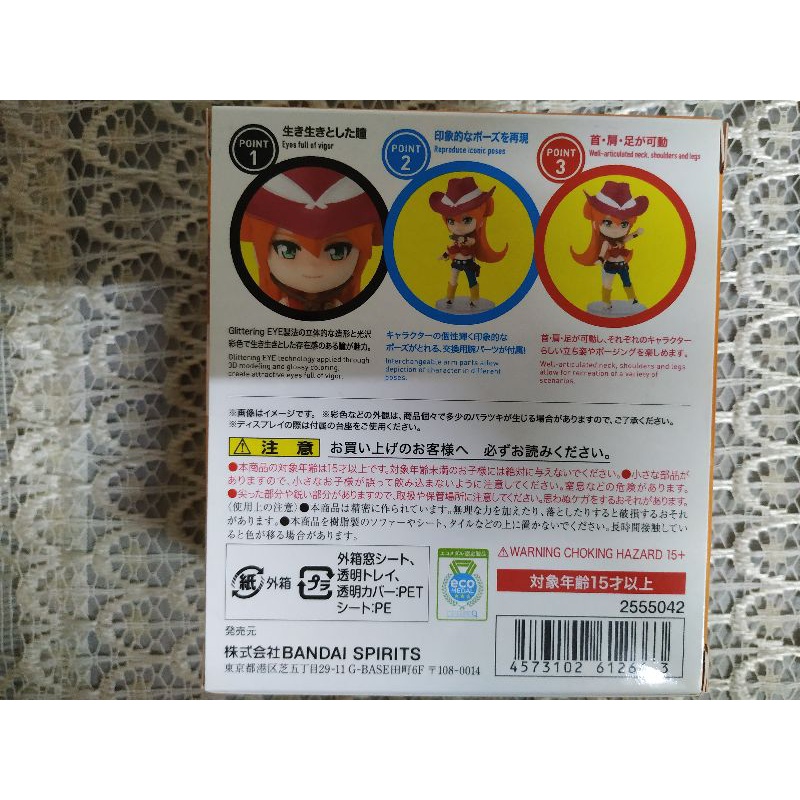 POINT 1
生き生きとした瞳
Eyes full of vigor
POINT 2
印象的なポーズを再現
Reproduce iconic poses
POINT 3
首・肩・足が可動
Well-articulated neck, shoulders and legs
Glittering EYE製法の立体的な造形と光沢
彩色で生き生きとした存在感のある瞳が魅力。
Glittering EYE technology applied through
3D modeling and glossy coloring,
create attractive eyes full of vigor.
キャラクターの個性輝く印象的な
ポーズがとれる、交換用腕パーツが付属!
Interchangeable arm parts allow
depiction of character in different
poses.
首・肩・足が可動し、それぞれのキャラクター
らしい立ち姿やポージングを楽しめます。
Well-articulated neck, shoulders and legs
allow for recreation of a variety of
scenarios.
※画像はイメージです。 ※彩色などの外観は、商品個々で多少のバラツキが生じる場合がありますので、ご了承ください。
※ディスプレイの際は付属の台座をご使用ください。
注意 お買い上げのお客様へ 必ずお読みください。
●本商品の対象年齢は15才以上です。対象年齢未満のお子様には絶対に与えないでください。●小さな部品が
ありますので、小さなお子様が誤って飲み込まないように注意してください。窒息などの危険があります。
●尖った部分や鋭い部分がありますので、取扱や保管場所に注意してください。思わぬケガをするおそれがあります。
〈使用上の注意〉●本商品は精密に作られています。無理な力を加えたり、落としたりすると破損するおそれ
があります。●本商品を樹脂製のソファーやシート、タイルなどの上に置かないでください。長時間接触してい
ると色が移る場合があります。
紙 外箱
プラ
外箱窓シート、
透明トレイ、
透明カバー:PET
シート:PE
eco
MEDAL
WARNING CHOKING HAZARD 15+
対象年齢15才以上
2555042
発売元
株式会社BANDAI SPIRITS
東京都港区芝五丁目29-11 G-BASE田町6F 〒108-0014
4573102